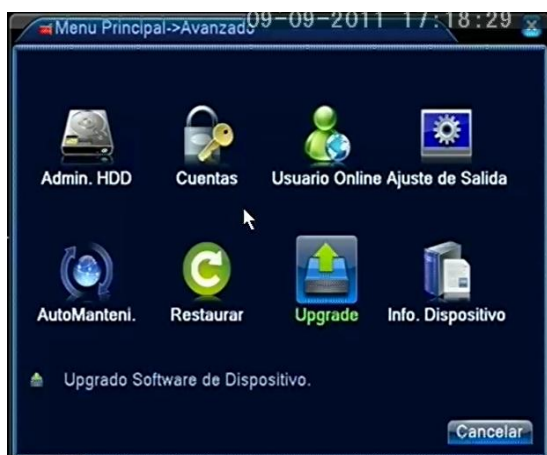 Menu Principal->Avanzado
09-09-2011 17:18:29
Admin. HDD
Cuentas
Usuario Online
Ajuste de Salida
AutoManteni.
Restaurar
Upgrade
Info. Dispositivo
Upgrado Software de Dispositivo.
Cancelar